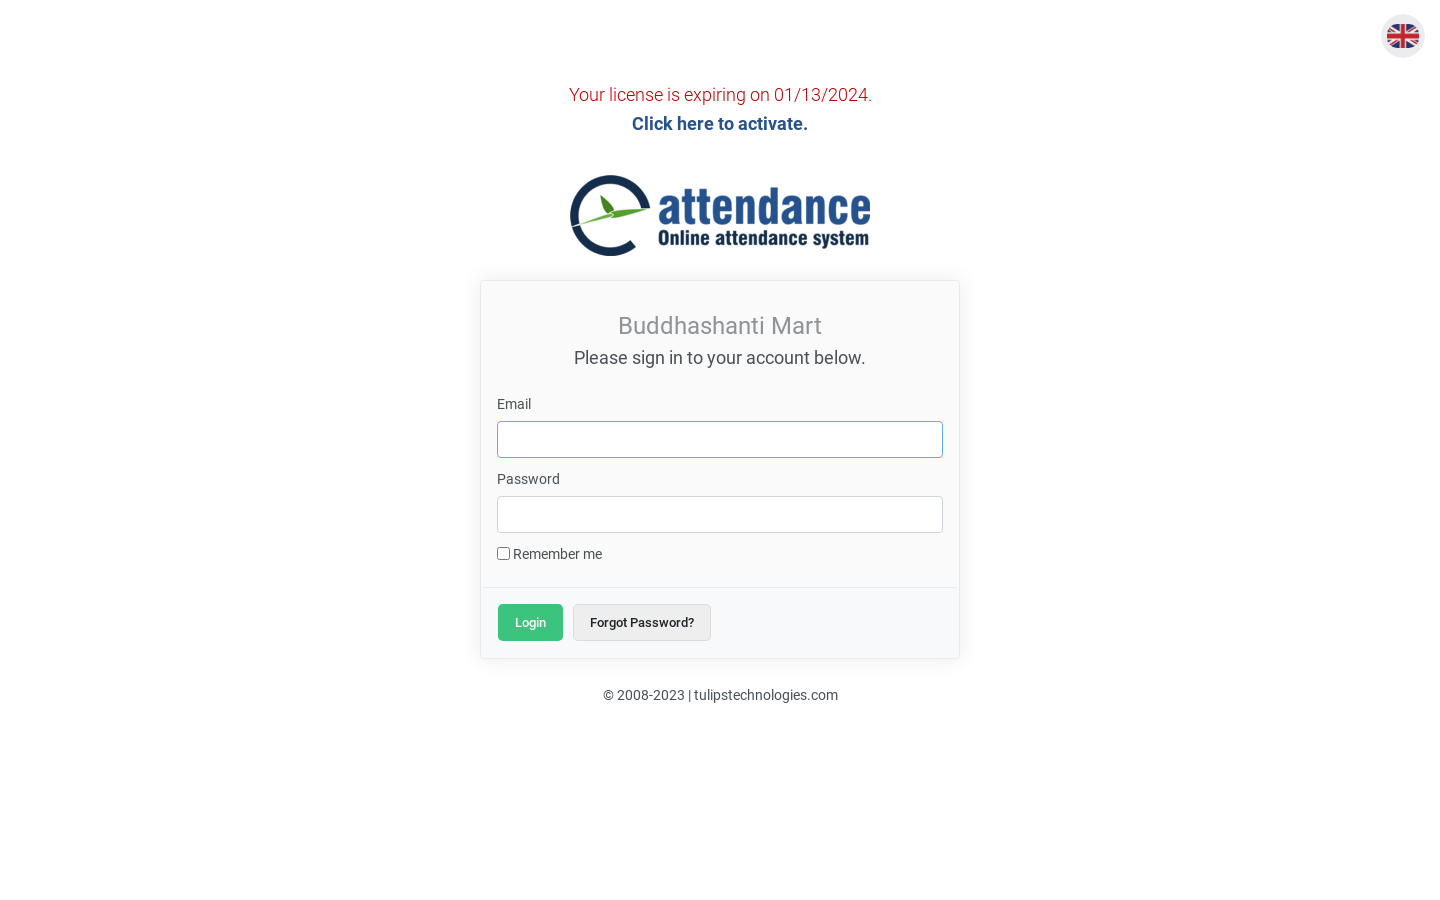 Your license is expiring on 01/13/2024.
Click here to activate.
attendance
Online attendance system
Buddhashanti Mart
Please sign in to your account below.
Email
Password
Remember me
Login
Forgot Password?
© 2008-2023 | tulipstechnologies.com